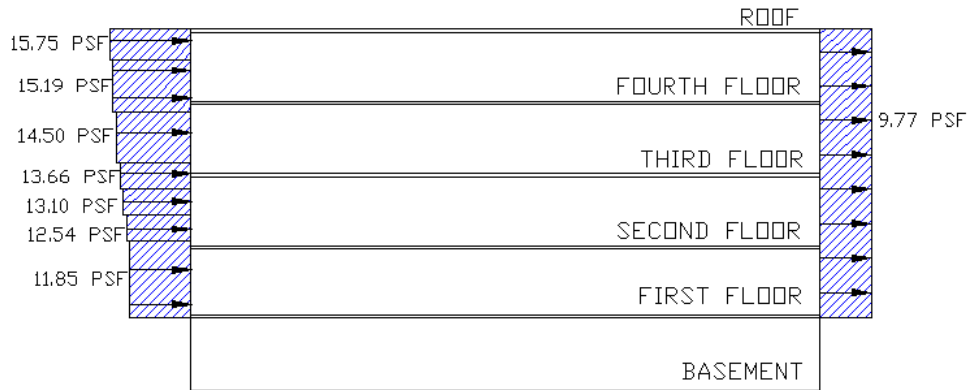 ROOF
15.75 PSF
15.19 PSF
FOURTH FLOOR
9.77 PSF
14.50 PSF
THIRD FLOOR
13.66 PSF
13.10 PSF
12.54 PSF
SECOND FLOOR
11.85 PSF
FIRST FLOOR
BASEMENT